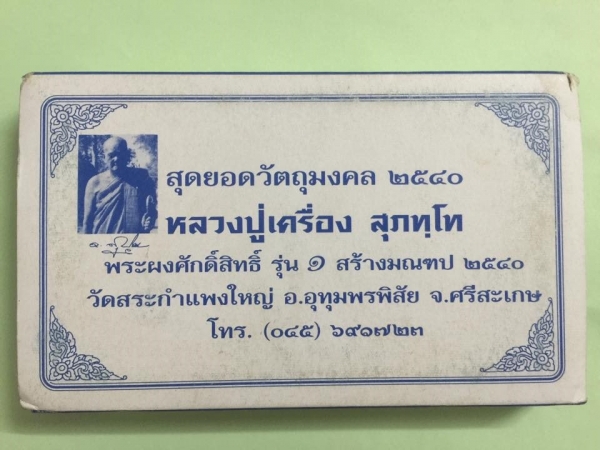 สุดยอดวัตถุมงคล ๒๕๔๐
หลวงปู่เครื่อง สุภทฺโท
พระผงศักดิ์สิทธิ์ รุ่น ๑ สร้างมณฑป ๒๕๔๐
วัดสระกำแพงใหญ่ อ.อุทุมพรพิสัย จ.ศรีสะเกษ
โทร. (๐๔๕) ๖๙๑๗๒๓